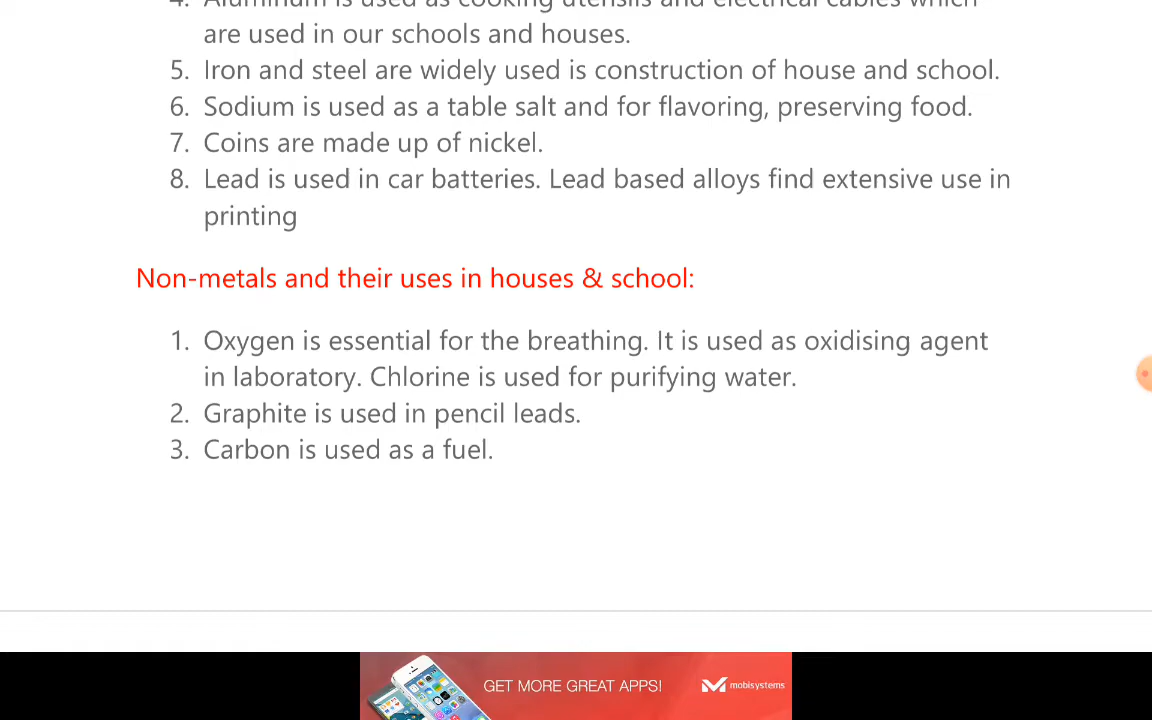 4. Aluminum is used as cooking utensils and electrical cables which
are used in our schools and houses.
5. Iron and steel are widely used is construction of house and school.
6. Sodium is used as a table salt and for flavoring, preserving food.
7. Coins are made up of nickel.
8. Lead is used in car batteries. Lead based alloys find extensive use in
printing
Non-metals and their uses in houses & school:
1. Oxygen is essential for the breathing. It is used as oxidising agent
in laboratory. Chlorine is used for purifying water.
2. Graphite is used in pencil leads.
3. Carbon is used as a fuel.
GET MORE GREAT APPS!
mobisystems